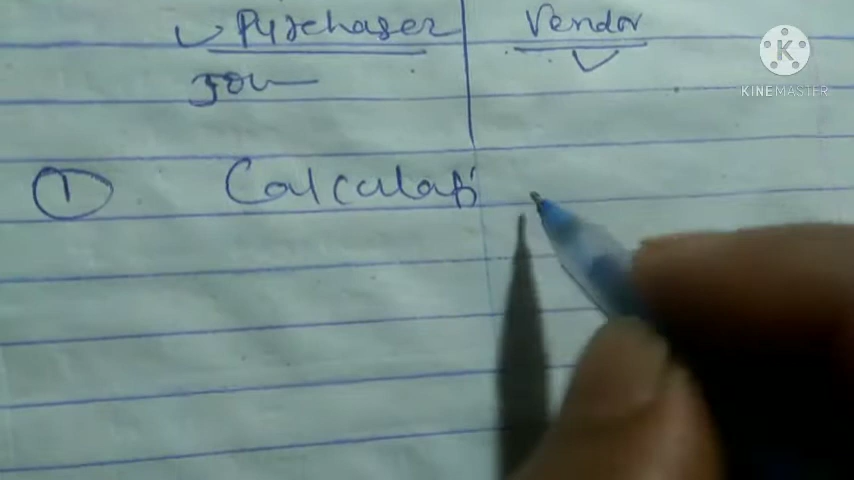 Purchaser Vendor
Jou
Calculati
1
K
KINEMASTER